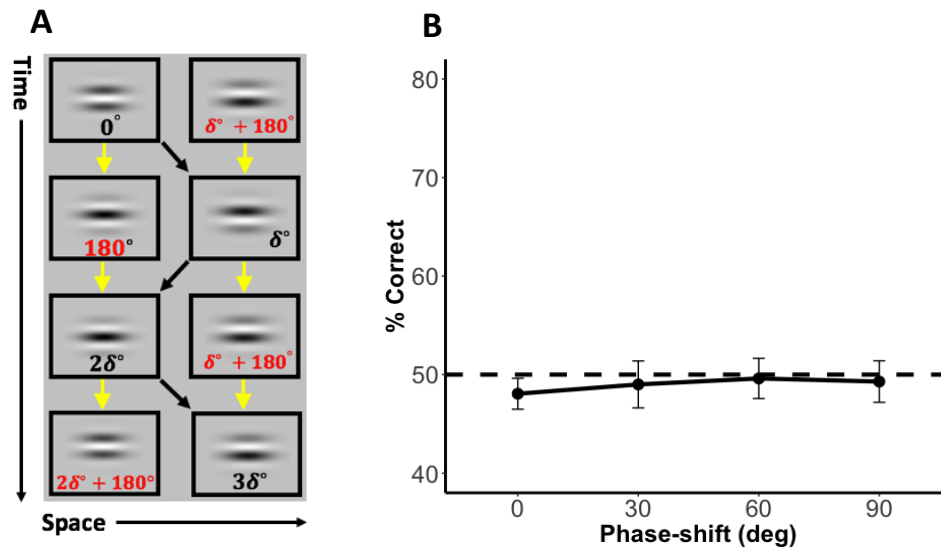 A
Time
0°
δ° + 180°
180°
δ°
2δ°
δ° + 180°
2δ° + 180°
3δ°
Space
B
% Correct
80
70
60
50
40
0 30 60 90
Phase-shift (deg)